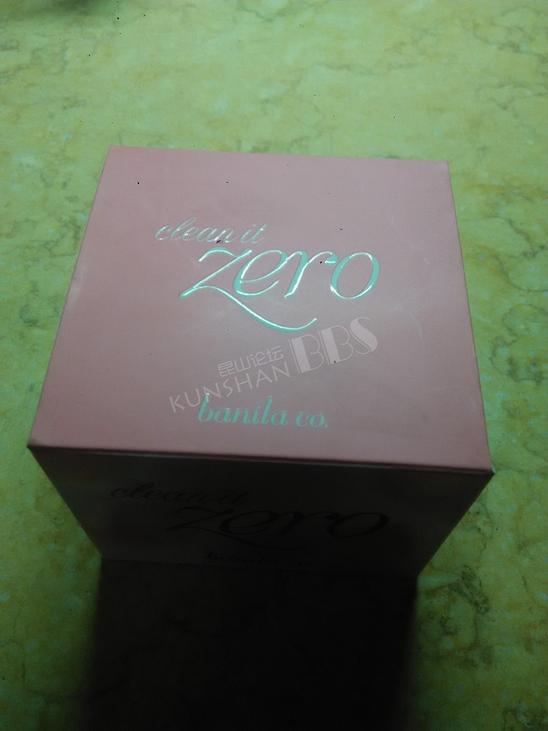 clean it
zero
昆山论坛
KUNSHAN BBS
banila co.
clean it
zero